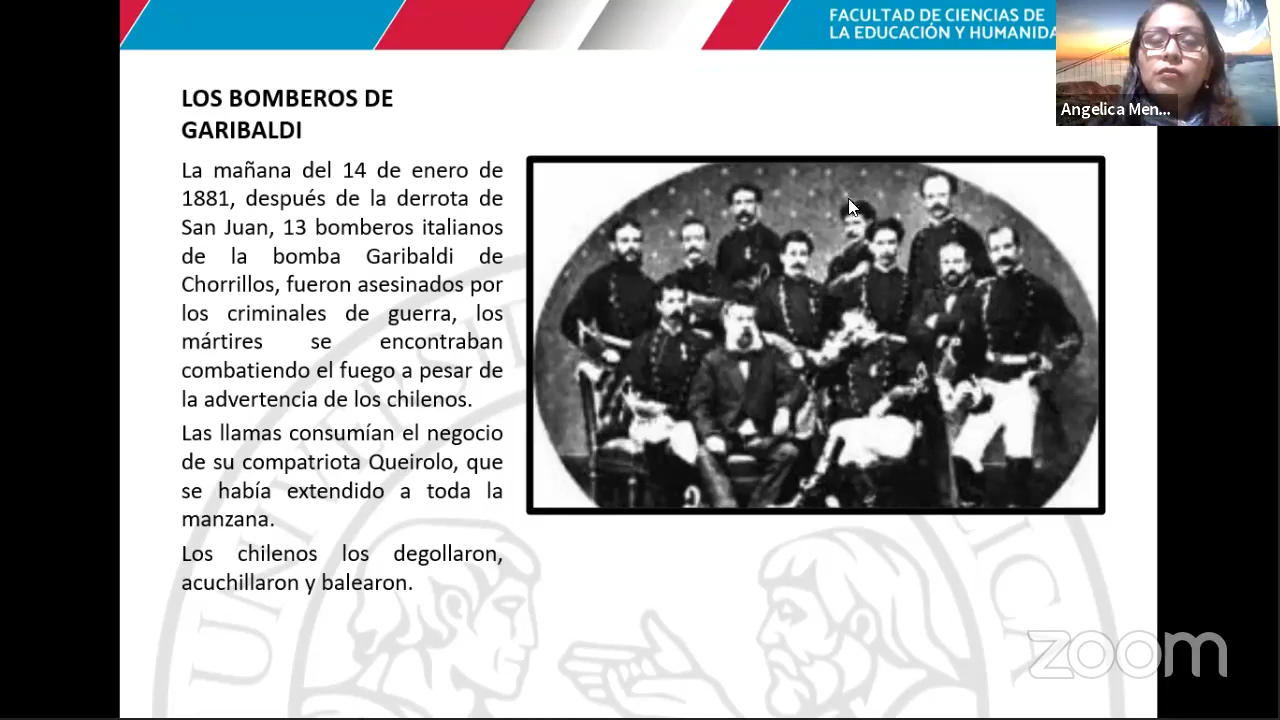 FACULTAD DE CIENCIAS DE
LA EDUCACIÓN Y HUMANIDA
Angelica Men...
LOS BOMBEROS DE
GARIBALDI
La mañana del 14 de enero de
1881, después de la derrota de
San Juan, 13 bomberos italianos
de la bomba Garibaldi de
Chorrillos, fueron asesinados por
los criminales de guerra, los
mártires se encontraban
combatiendo el fuego a pesar de
la advertencia de los chilenos.
Las llamas consumían el negocio
de su compatriota Queirolo, que
se había extendido a toda la
manzana.
Los chilenos los degollaron,
acuchillaron y balearon.
zoom